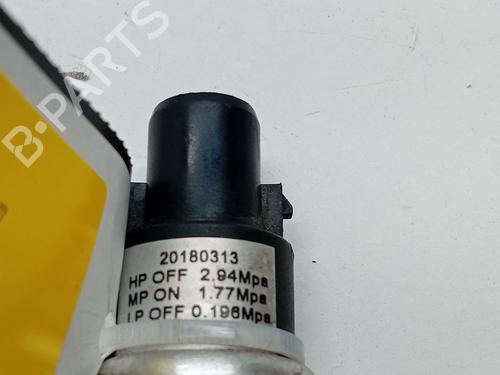 B-PARTS
20180313
HP OFF 2.94Mpa
MP ON 1.77Mpa
LP OFF 0.196Mpa